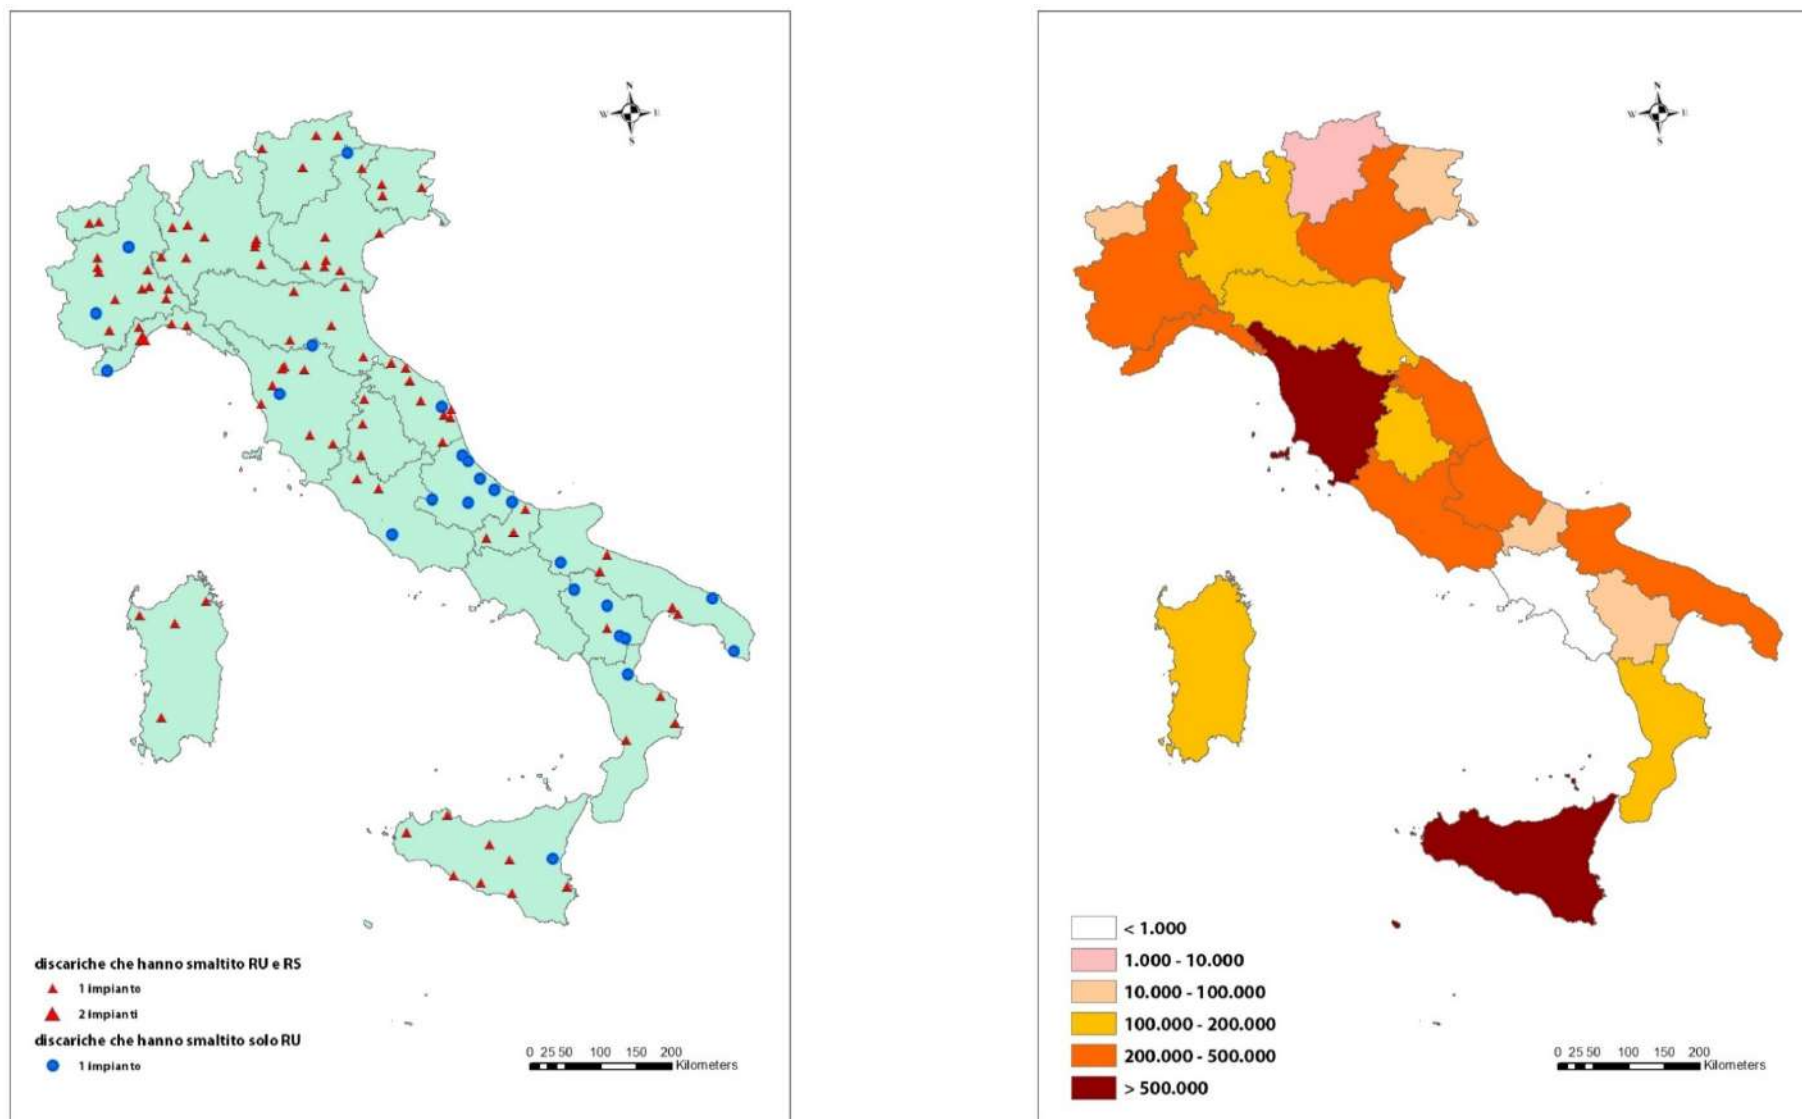 N
W E
S
discariche che hanno smaltito RU e RS
1 impianto
2 impianti
discariche che hanno smaltito solo RU
1 impianto
0 25 50 100 150 200
Kilometers
N
W E
S
< 1.000
1.000 - 10.000
10.000 - 100.000
100.000 - 200.000
200.000 - 500.000
> 500.000
0 25 50 100 150 200
Kilometers